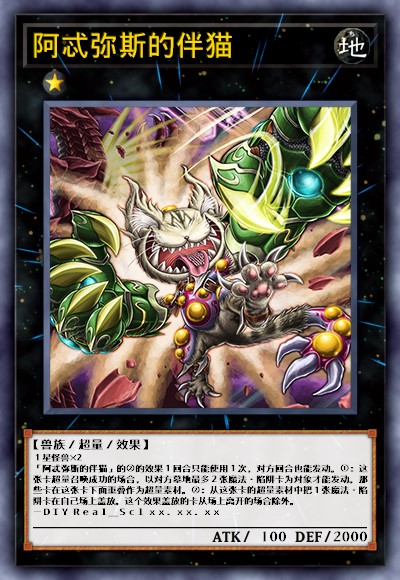 阿忒弥斯的伴猫
地
【兽族／超量／效果】
１星怪兽×2
「阿忒弥斯的伴猫」的②的效果１回合只能使用１次，对方回合也能发动。①：这
张卡超量召唤成功的场合，以对方墓地最多２张魔法·陷阱卡为对象才能发动。那
些卡在这张卡下面重叠作为超量素材。②：从这张卡的超量素材中把１张魔法·陷
阱卡在自己场上盖放。这个效果盖放的卡从场上离开的场合除外。
－DIY Real＿Scl xx. xx. xx
ATK/ 100 DEF/2000